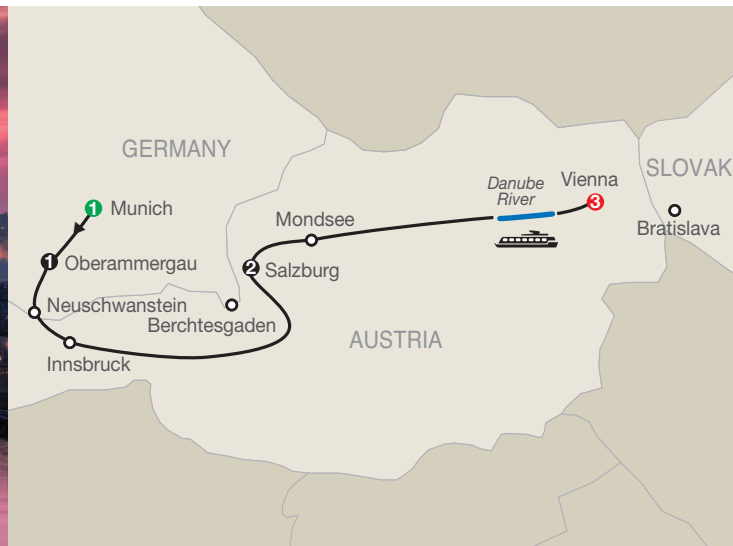 GERMANY
SLOVAK
Danube
River
Vienna
3
1 Munich
Mondsee
Bratislava
1 Oberammergau
2 Salzburg
Neuschwanstein
Berchtesgaden
AUSTRIA
Innsbruck